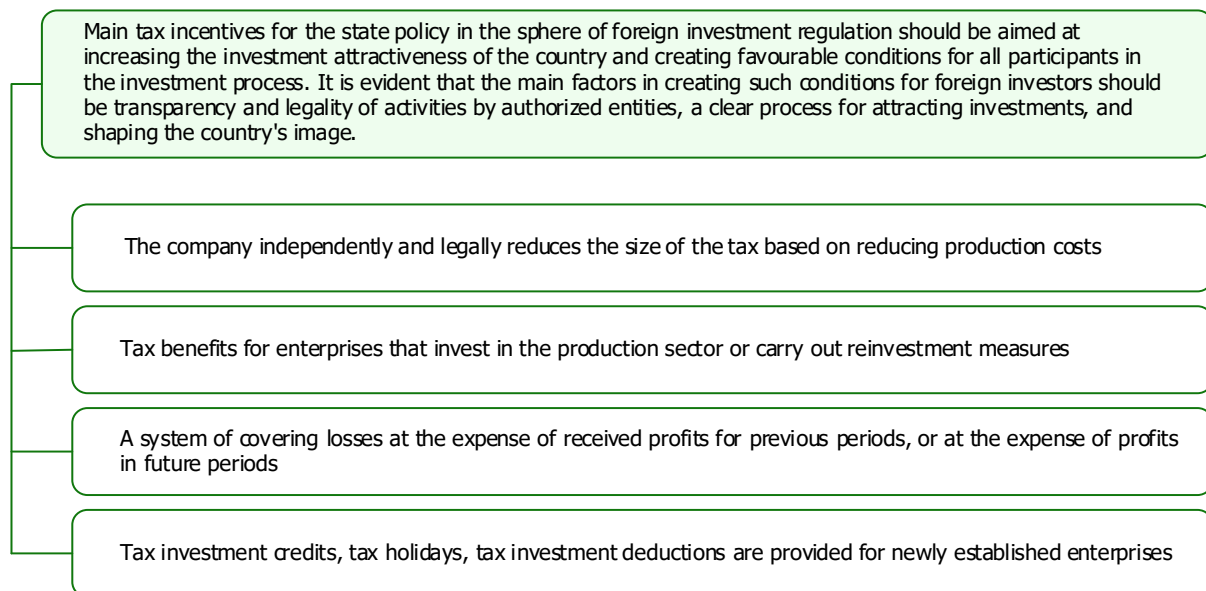 Main tax incentives for the state policy in the sphere of foreign investment regulation should be aimed at
increasing the investment attractiveness of the country and creating favourable conditions for all participants in
the investment process. It is evident that the main factors in creating such conditions for foreign investors should
be transparency and legality of activities by authorized entities, a clear process for attracting investments, and
shaping the country's image.
The company independently and legally reduces the size of the tax based on reducing production costs
Tax benefits for enterprises that invest in the production sector or carry out reinvestment measures
A system of covering losses at the expense of received profits for previous periods, or at the expense of profits
in future periods
Tax investment credits, tax holidays, tax investment deductions are provided for newly established enterprises